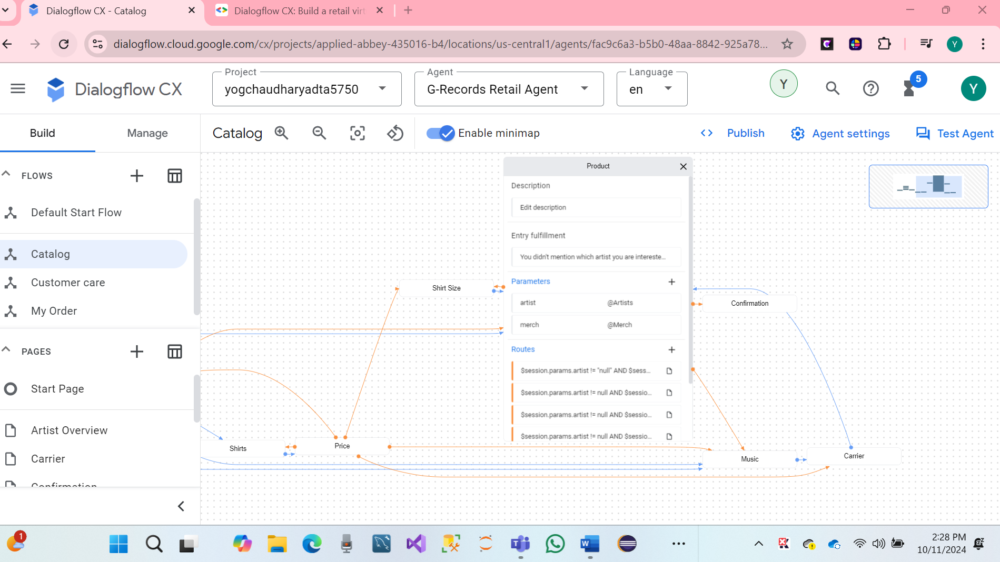 Dialogflow CX - Catalog
Dialogflow CX: Build a retail virt
dialogflow.cloud.google.com/cx/projects/applied-abbey-435016-b4/locations/us-central1/agents/fac9c6a3-b5b0-48aa-8842-925a78...
Y
Dialogflow CX
Project
yogchaudharyadta5750
Agent
G-Records Retail Agent
Language
en
Y
5
Y
Build
Manage
Catalog
Enable minimap
Publish
Agent settings
Test Agent
FLOWS
Default Start Flow
Catalog
Customer care
My Order
PAGES
Start Page
Artist Overview
Carrier
Confirmation
Product
Description
Edit description
Entry fulfillment
You didn't mention which artist you are intereste...
Parameters
artist @Artists
merch @Merch
Routes
$session.params.artist != "null" AND $sess...
$session.params.artist != null AND $sessio...
$session.params.artist != null AND $sessio...
$session.params.artist != null AND $sessio...
Shirt Size
Confirmation
Shirts
Price
Music
Carrier
1
2:28 PM
10/11/2024